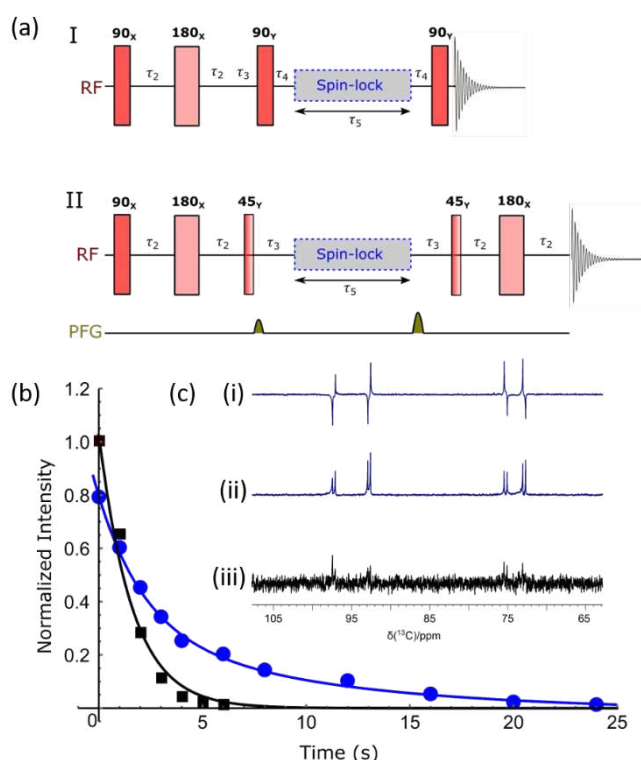 (a)
I
90X 180X 90Y 90Y
τ2 τ2 τ3 τ4 τ4
RF
Spin-lock
τ5
II
90X 180X 45Y 45Y 180X
τ2 τ2 τ3 τ3 τ2 τ2
RF
Spin-lock
τ5
PFG
(b)
1.2
1.0
0.8
0.6
0.4
0.2
Normalized Intensity
0 5 10 15 20 25
Time (s)
(c)
(i)
(ii)
(iii)
105 95 85 75 65
δ(¹³C)/ppm